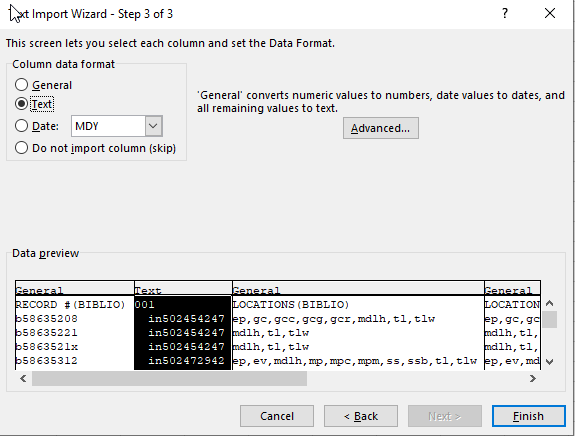 Text Import Wizard - Step 3 of 3 ?
This screen lets you select each column and set the Data Format.
Column data format
General
Text
Date: MDY
Do not import column (skip)
'General' converts numeric values to numbers, date values to dates, and
all remaining values to text.
Advanced...
Data preview
General Text General General
RECORD #(BIBLIO) 001 LOCATIONS(BIBLIO) LOCATION
b58635208 in502454247 ep,gc,gcc,gcg,gcr,mdlh,tl,tlw ep,gc,gc
b58635221 in502454247 mdlh,tl,tlw mdlh,tl,
b5863521x in502454247 mdlh,tl,tlw mdlh,tl,
b58635312 in502472942 ep,ev,mdlh,mp,mpc,mpm,ss,ssb,tl,tlw ep,ev,md
Cancel < Back Next > Finish